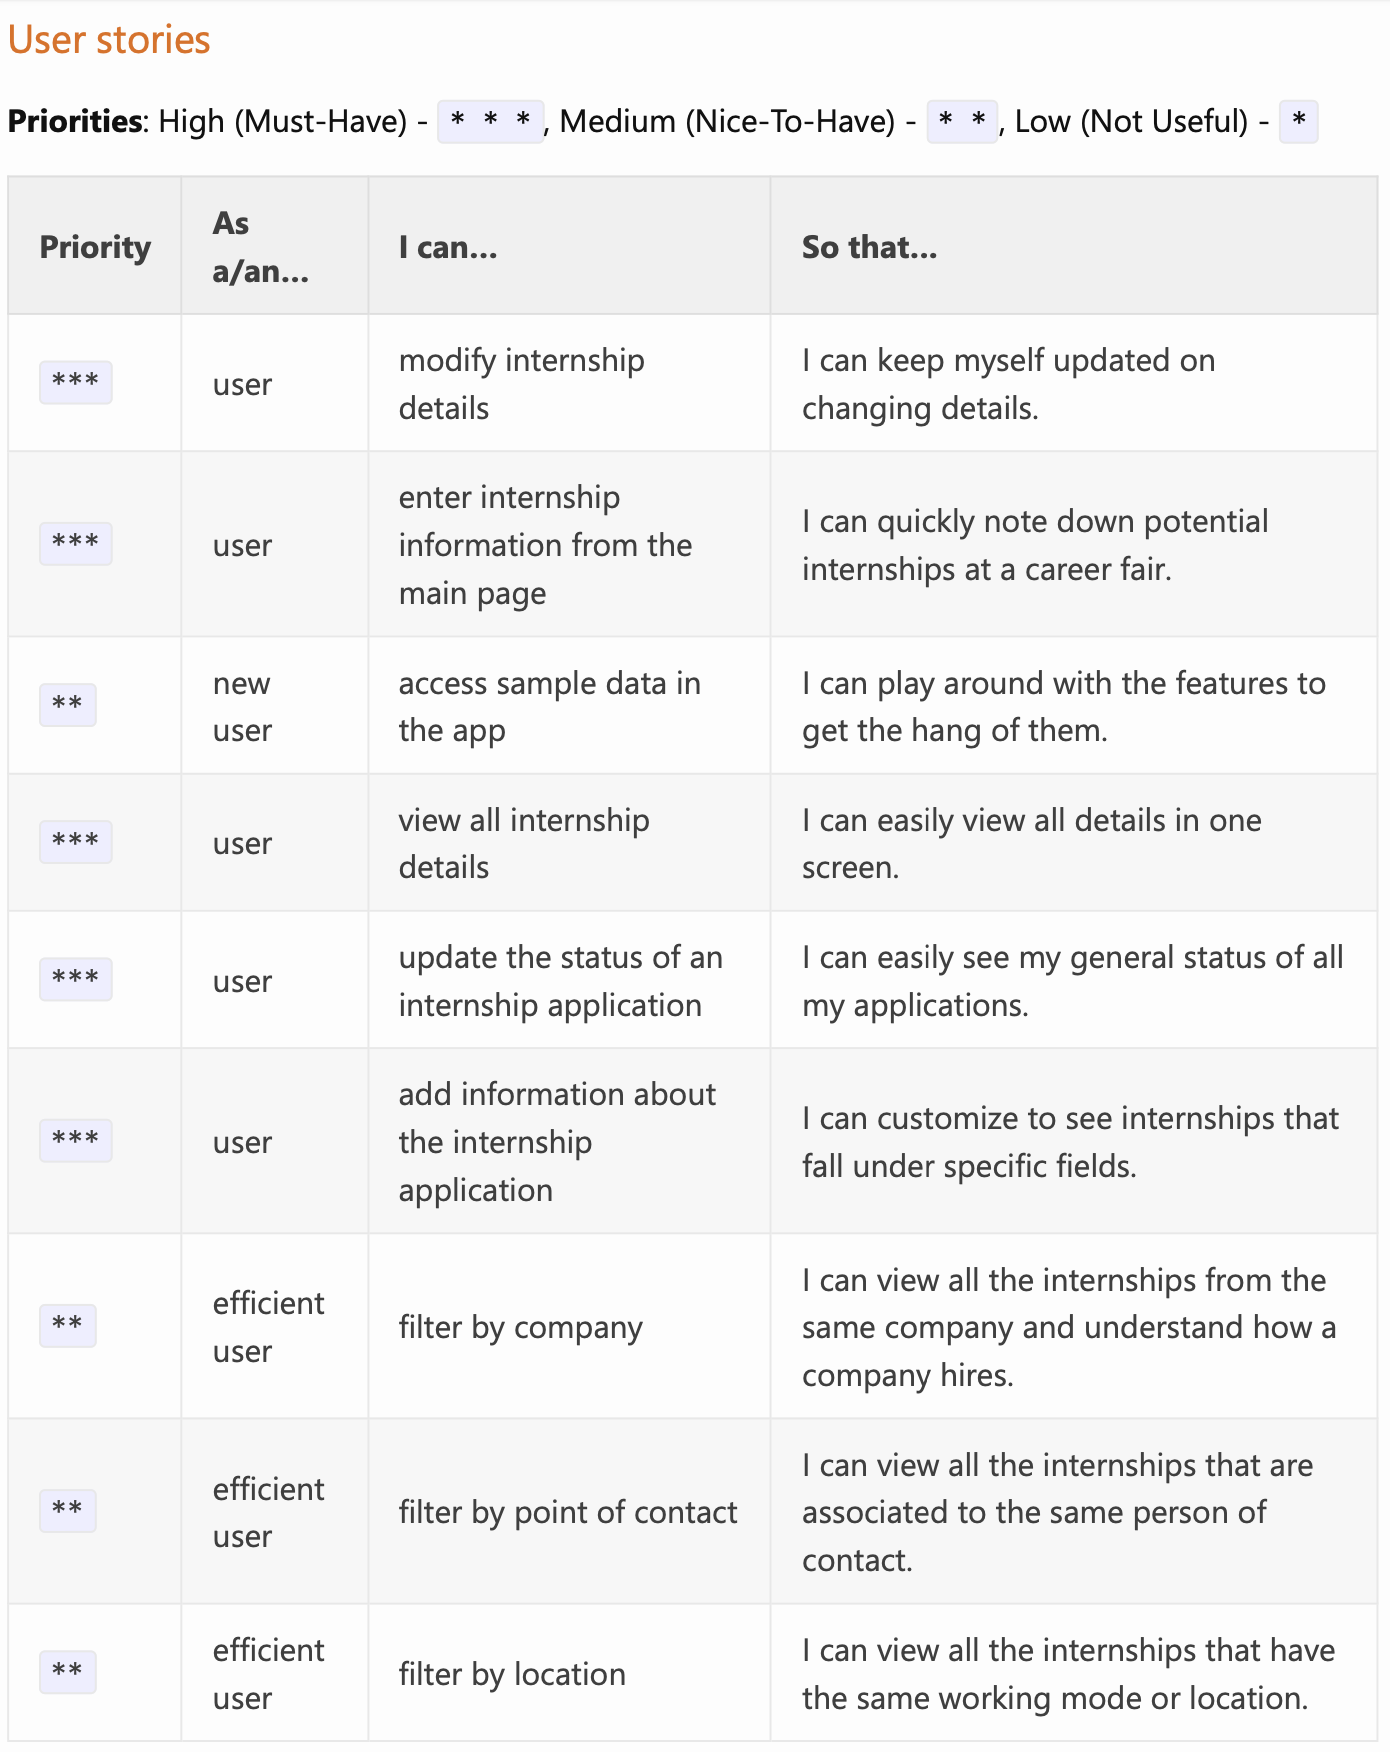 User stories
Priorities: High (Must-Have) - * * *, Medium (Nice-To-Have) - * *, Low (Not Useful) - *
Priority
As
a/an…
I can…
So that…
***
user
modify internship
details
I can keep myself updated on
changing details.
***
user
enter internship
information from the
main page
I can quickly note down potential
internships at a career fair.
**
new
user
access sample data in
the app
I can play around with the features to
get the hang of them.
***
user
view all internship
details
I can easily view all details in one
screen.
***
user
update the status of an
internship application
I can easily see my general status of all
my applications.
***
user
add information about
the internship
application
I can customize to see internships that
fall under specific fields.
**
efficient
user
filter by company
I can view all the internships from the
same company and understand how a
company hires.
**
efficient
user
filter by point of contact
I can view all the internships that are
associated to the same person of
contact.
**
efficient
user
filter by location
I can view all the internships that have
the same working mode or location.